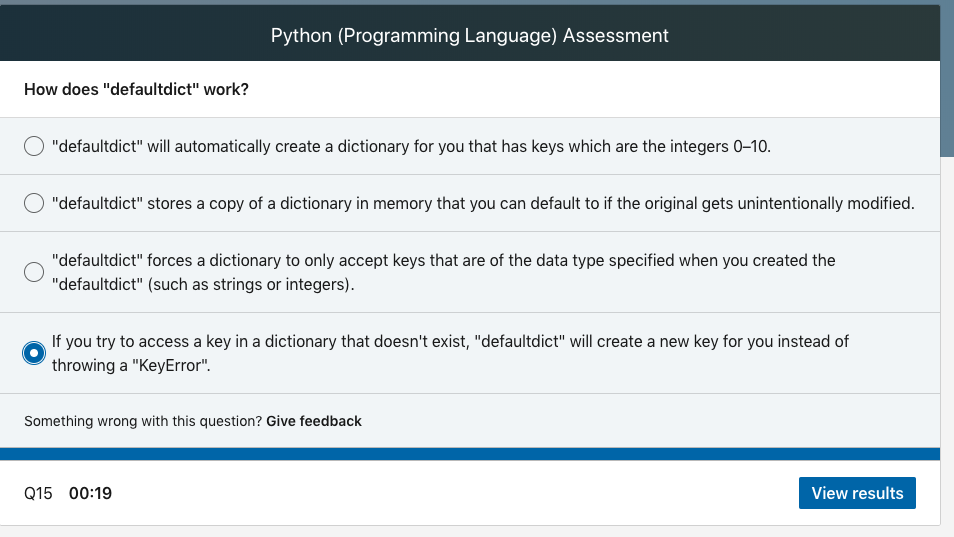 Python (Programming Language) Assessment
How does "defaultdict" work?
"defaultdict" will automatically create a dictionary for you that has keys which are the integers 0–10.
"defaultdict" stores a copy of a dictionary in memory that you can default to if the original gets unintentionally modified.
"defaultdict" forces a dictionary to only accept keys that are of the data type specified when you created the
"defaultdict" (such as strings or integers).
If you try to access a key in a dictionary that doesn't exist, "defaultdict" will create a new key for you instead of
throwing a "KeyError".
Something wrong with this question? Give feedback
Q15 00:19 View results